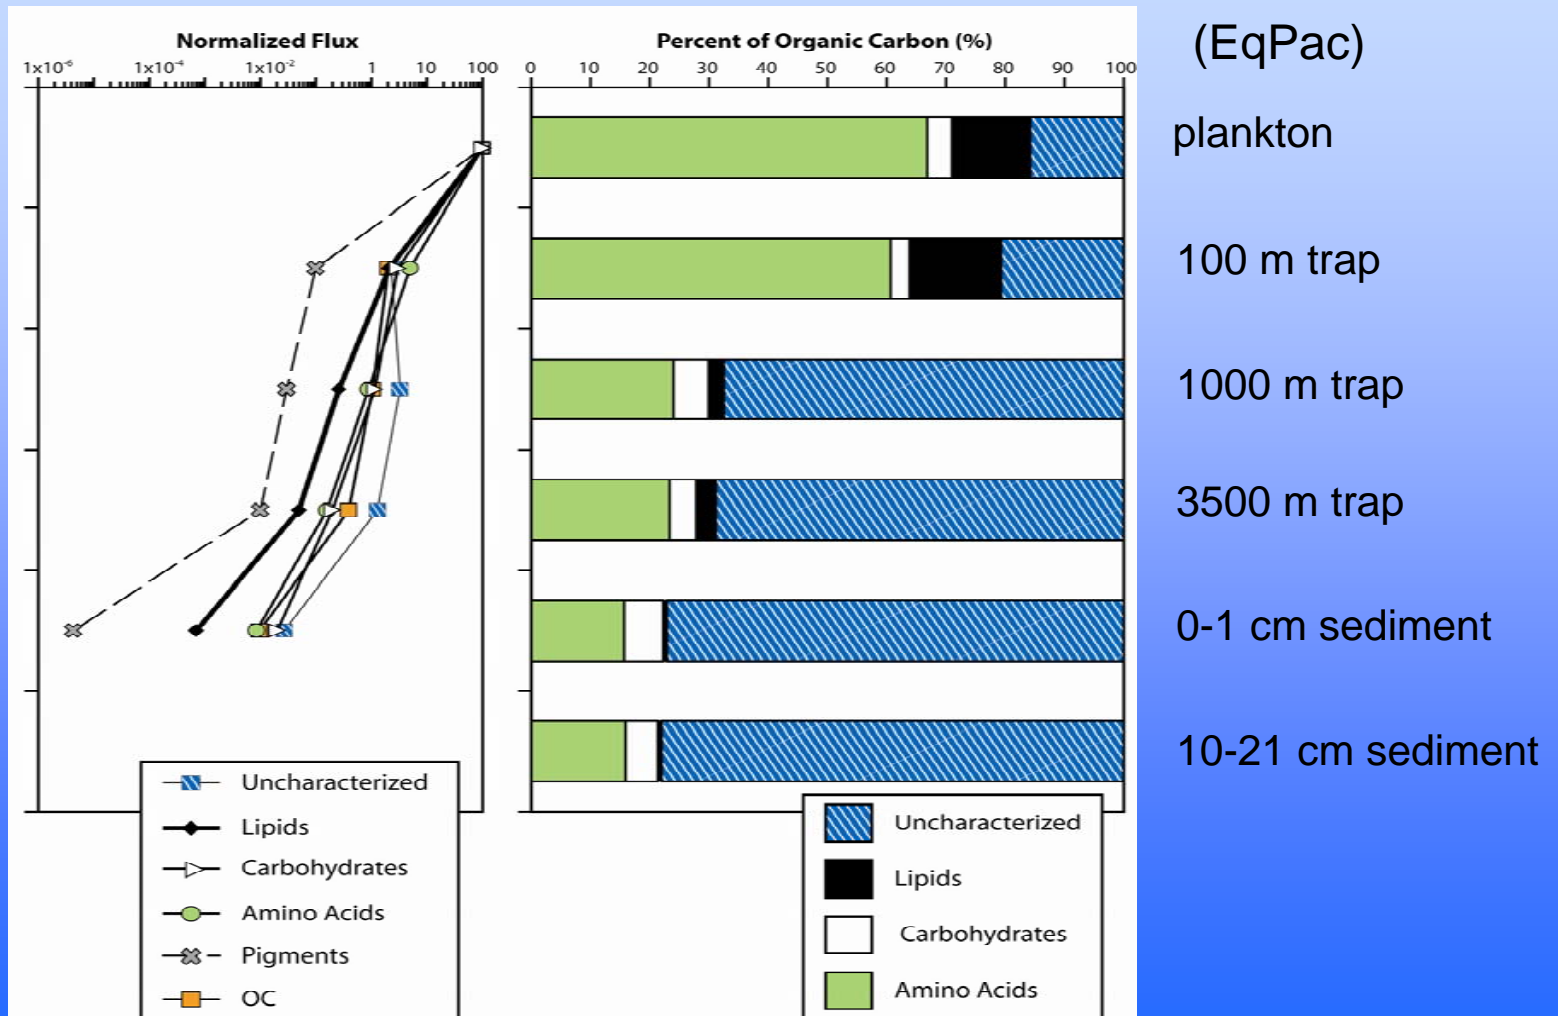 Normalized Flux
1x10⁻⁶ 1x10⁻⁴ 1x10⁻² 1 10 100
Uncharacterized
Lipids
Carbohydrates
Amino Acids
Pigments
OC
Percent of Organic Carbon (%)
0 10 20 30 40 50 60 70 80 90 100
Uncharacterized
Lipids
Carbohydrates
Amino Acids
(EqPac)
plankton
100 m trap
1000 m trap
3500 m trap
0-1 cm sediment
10-21 cm sediment